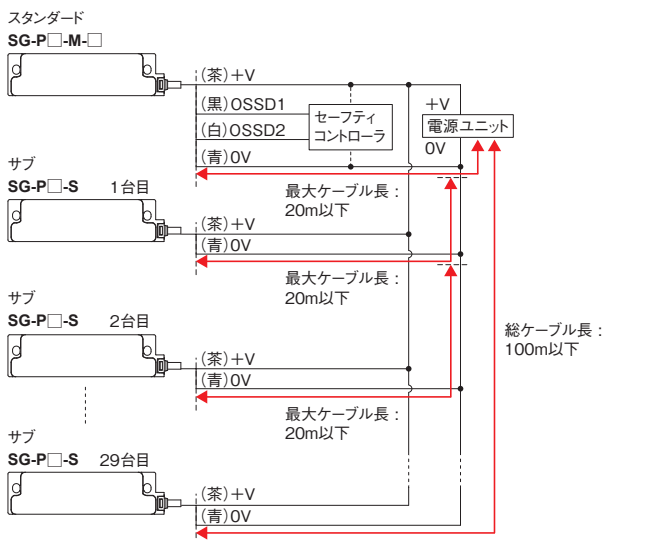 スタンダード
SG-P□-M-□
(茶)+V
(黒)OSSD1
(白)OSSD2
(青)0V
セーフティ
コントローラ
+V
電源ユニット
0V
最大ケーブル長：
20m以下
サブ
SG-P□-S 1台目
(茶)+V
(青)0V
最大ケーブル長：
20m以下
サブ
SG-P□-S 2台目
(茶)+V
(青)0V
最大ケーブル長：
20m以下
総ケーブル長：
100m以下
サブ
SG-P□-S 29台目
(茶)+V
(青)0V